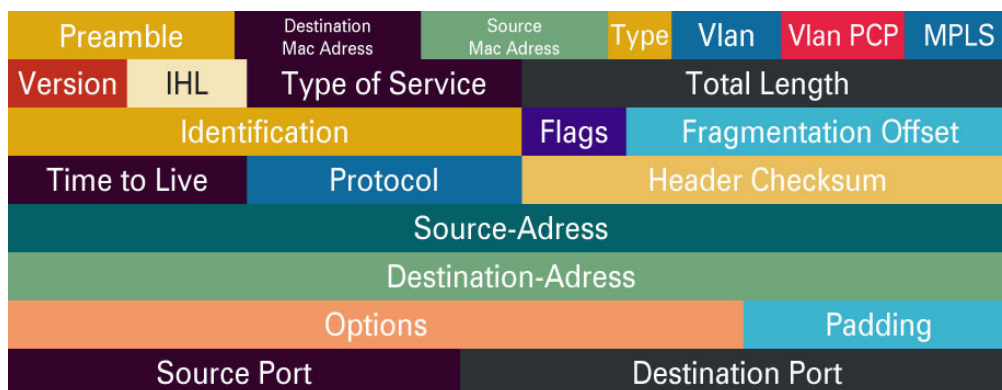 Preamble Destination Mac Adress Source Mac Adress Type Vlan Vlan PCP MPLS
Version IHL Type of Service Total Length
Identification Flags Fragmentation Offset
Time to Live Protocol Header Checksum
Source-Adress
Destination-Adress
Options Padding
Source Port Destination Port